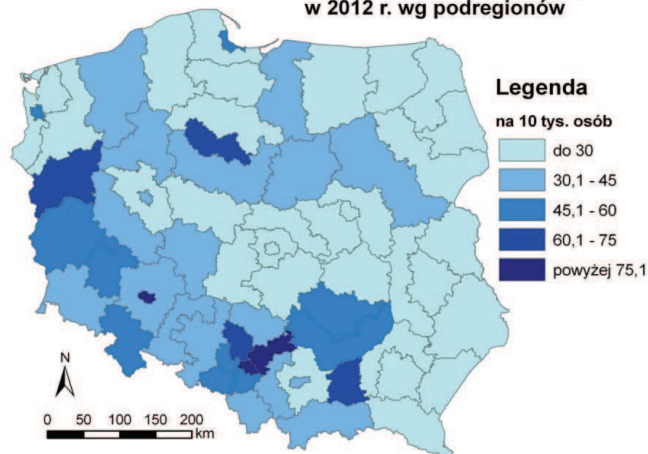 w 2012 r. wg podregionów
Legenda
na 10 tys. osób
do 30
30,1 - 45
45,1 - 60
60,1 - 75
powyżej 75,1
N
0 50 100 150 200
km